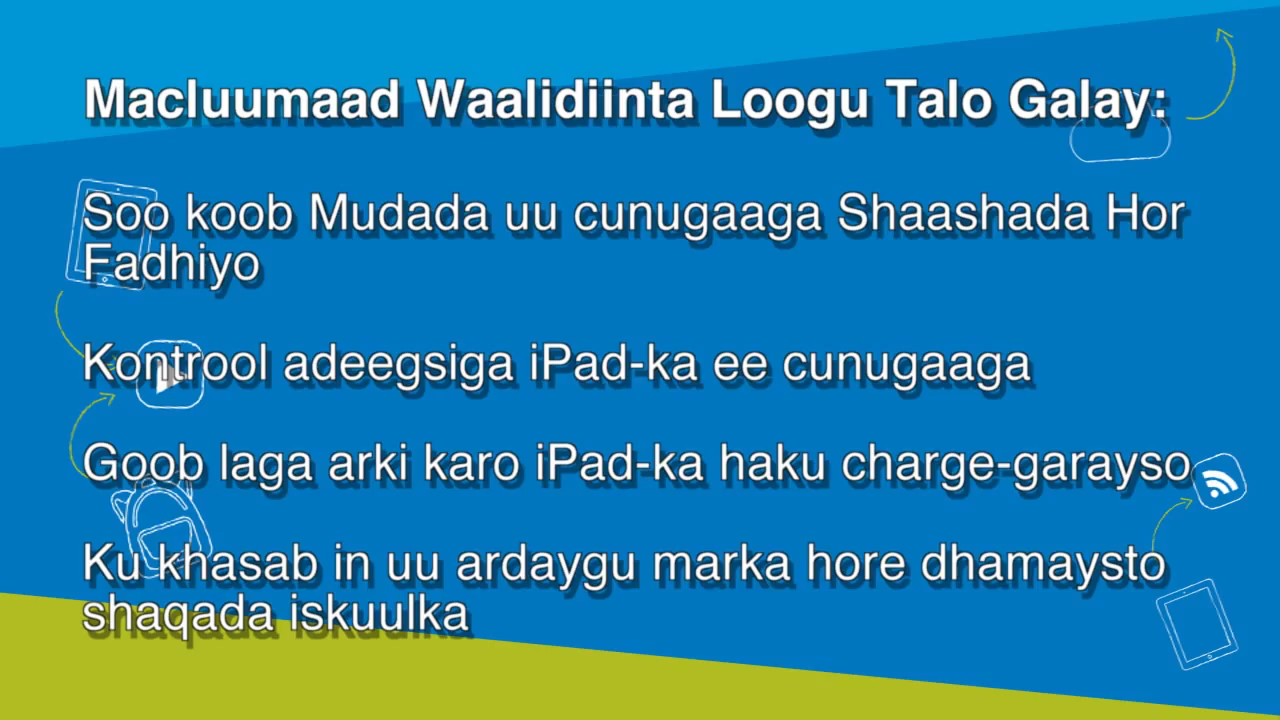 Macluumaad Waalidiinta Loogu Talo Galay:
Soo koob Mudada uu cunugaaga Shaashada Hor
Fadhiyo
Kontrool adeegsiga iPad-ka ee cunugaaga
Goob laga arki karo iPad-ka haku charge-garayso
Ku khasab in uu ardaygu marka hore dhamaysto
shaqada iskuulka